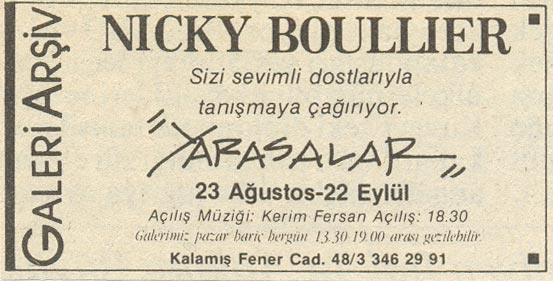 GALERİ ARŞİV
NICKY BOULLIER
Sizi sevimli dostlarıyla
tanışmaya çağırıyor.
"YARASALAR"
23 Ağustos-22 Eylül
Açılış Müziği: Kerim Fersan Açılış: 18.30
Galerimiz pazar hariç hergün 13.30 19.00 arası gezilebilir.
Kalamış Fener Cad. 48/3 346 29 91